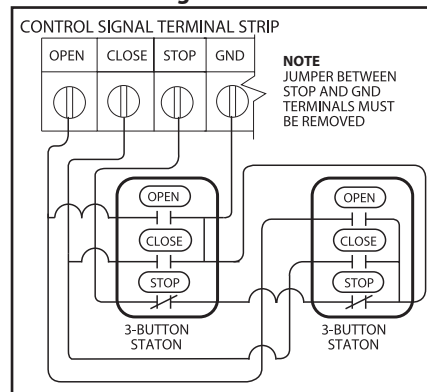 CONTROL SIGNAL TERMINAL STRIP
OPEN CLOSE STOP GND
NOTE
JUMPER BETWEEN
STOP AND GND
TERMINALS MUST
BE REMOVED
OPEN
CLOSE
STOP
3-BUTTON
STATON
OPEN
CLOSE
STOP
3-BUTTON
STATON